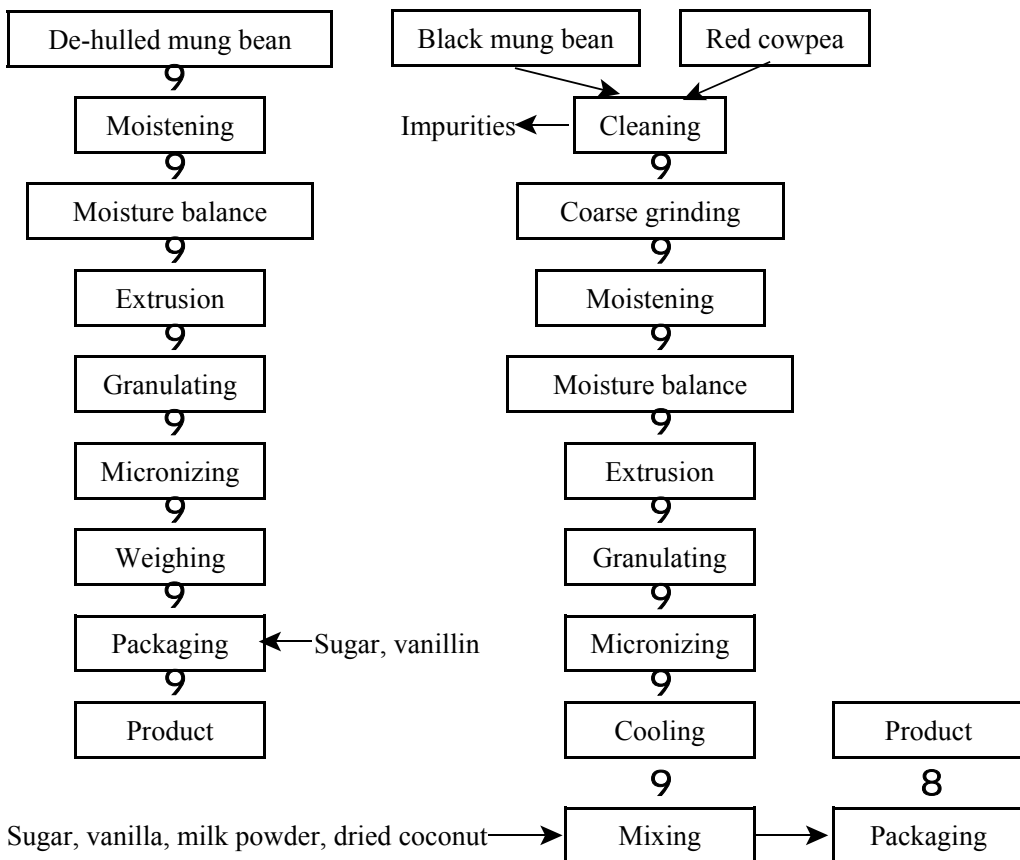 De-hulled mung bean
9
Moistening
9
Moisture balance
9
Extrusion
9
Granulating
9
Micronizing
9
Weighing
9
Packaging
Sugar, vanillin
9
Product
Black mung bean
Red cowpea
Impurities
Cleaning
9
Coarse grinding
9
Moistening
9
Moisture balance
9
Extrusion
9
Granulating
9
Micronizing
9
Cooling
9
Sugar, vanilla, milk powder, dried coconut
Mixing
Packaging
8
Product